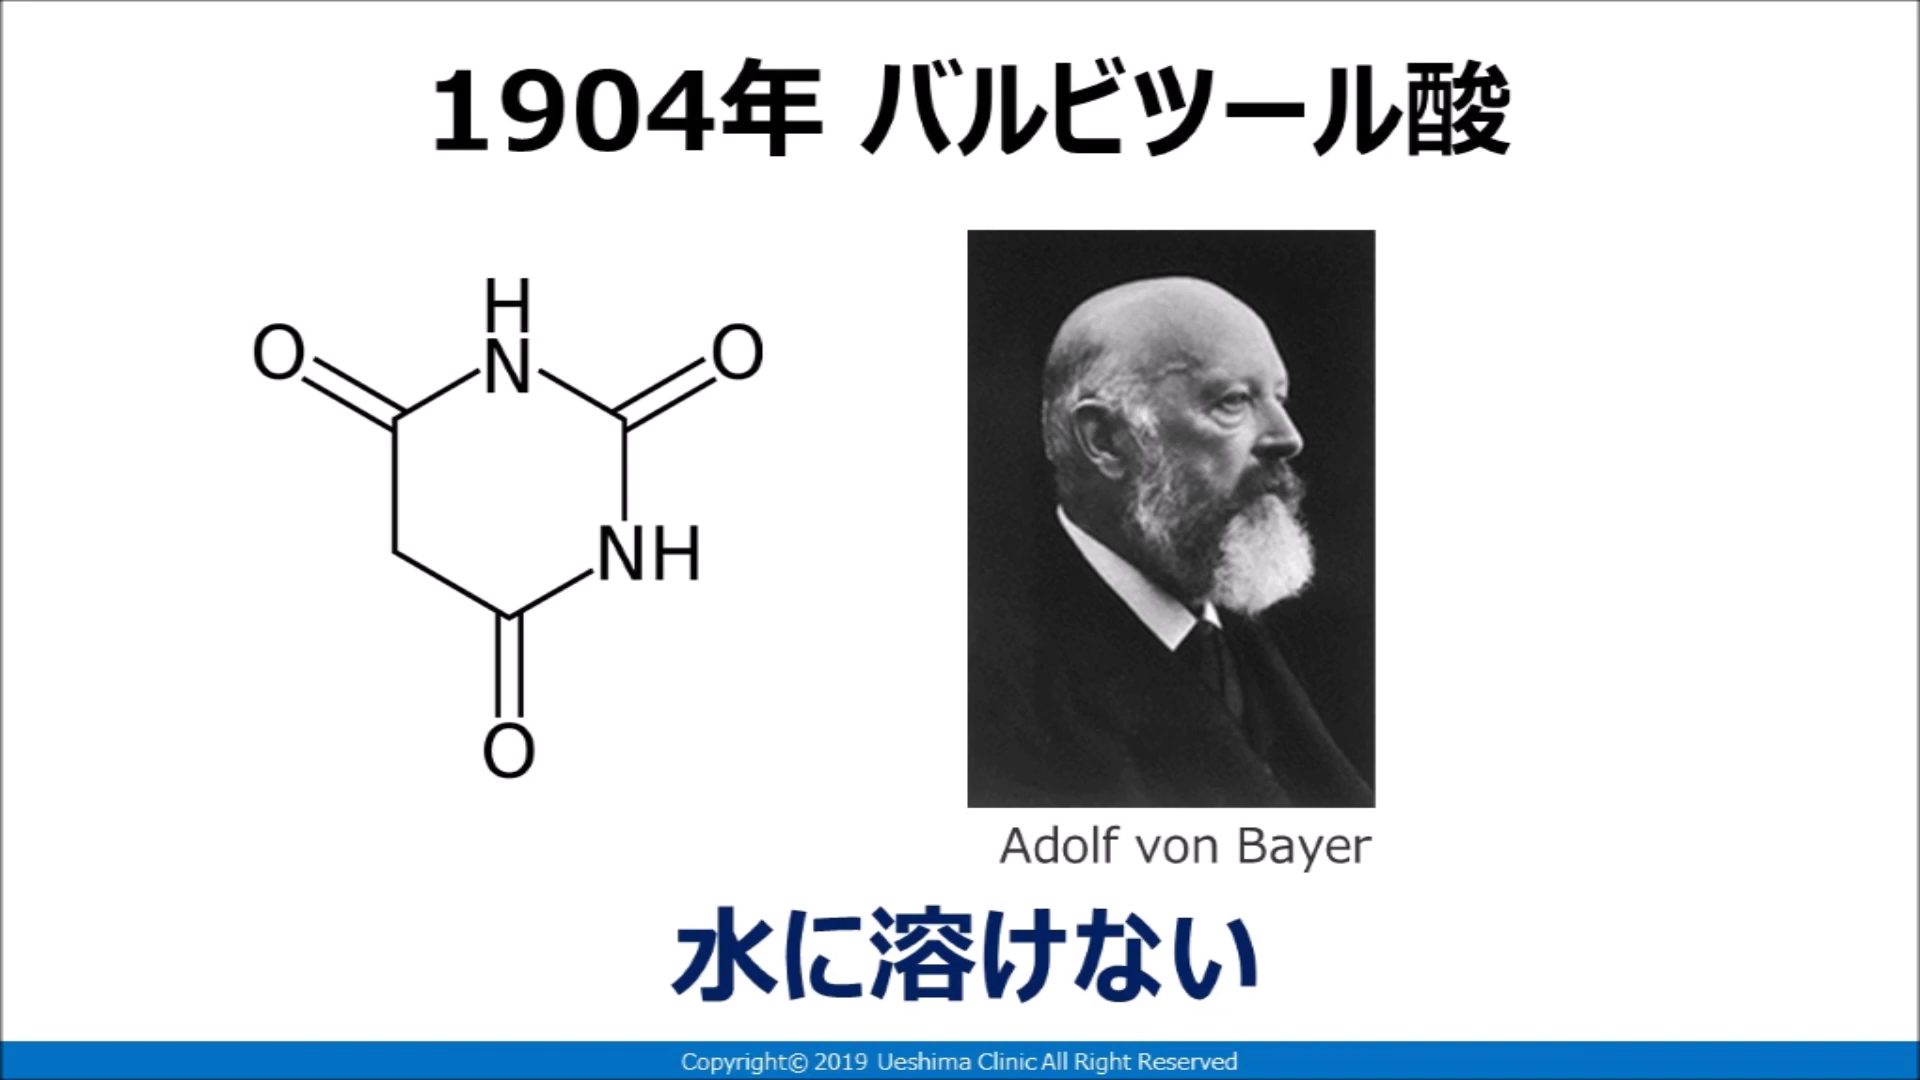 1904年 バルビツール酸
H
O
N
O
NH
O
Adolf von Bayer
水に溶けない
Copyright© 2019 Ueshima Clinic All Right Reserved